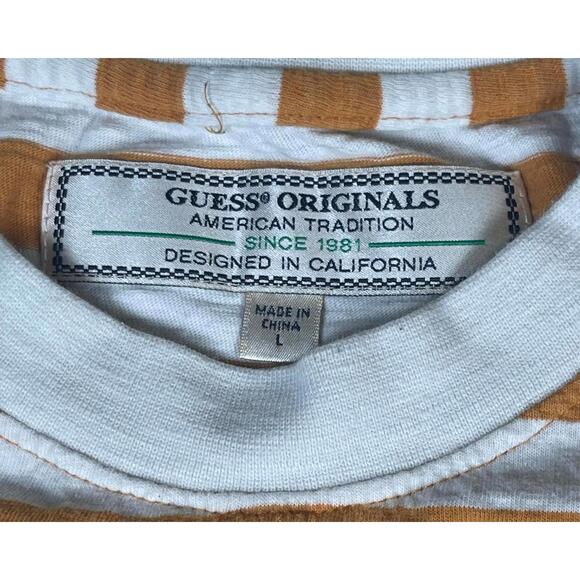 GUESS® ORIGINALS
AMERICAN TRADITION
SINCE 1981
DESIGNED IN CALIFORNIA
MADE IN
CHINA
L